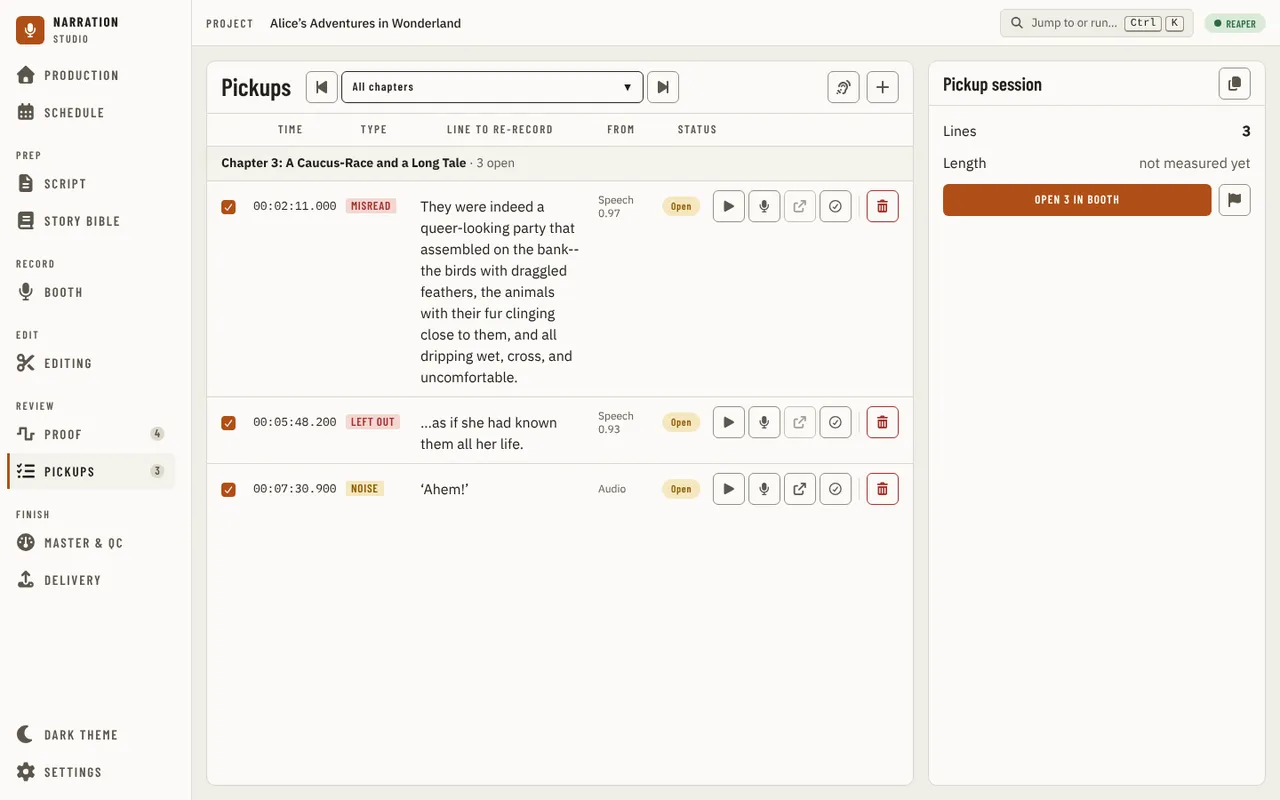 NARRATION
STUDIO
PRODUCTION
SCHEDULE
PREP
SCRIPT
STORY BIBLE
RECORD
BOOTH
EDIT
EDITING
REVIEW
PROOF 4
PICKUPS 3
FINISH
MASTER & QC
DELIVERY
DARK THEME
SETTINGS
PROJECT Alice's Adventures in Wonderland
Jump to or run... Ctrl K
REAPER
Pickups
All chapters
TIME TYPE LINE TO RE-RECORD FROM STATUS
Chapter 3: A Caucus-Race and a Long Tale · 3 open
00:02:11.000 MISREAD
They were indeed a
queer-looking party that
assembled on the bank--
the birds with draggled
feathers, the animals
with their fur clinging
close to them, and all
dripping wet, cross, and
uncomfortable.
Speech
0.97
Open
00:05:48.200 LEFT OUT
...as if she had known
them all her life.
Speech
0.93
Open
00:07:30.900 NOISE
‘Ahem!’
Audio
Open
Pickup session
Lines 3
Length not measured yet
OPEN 3 IN BOOTH